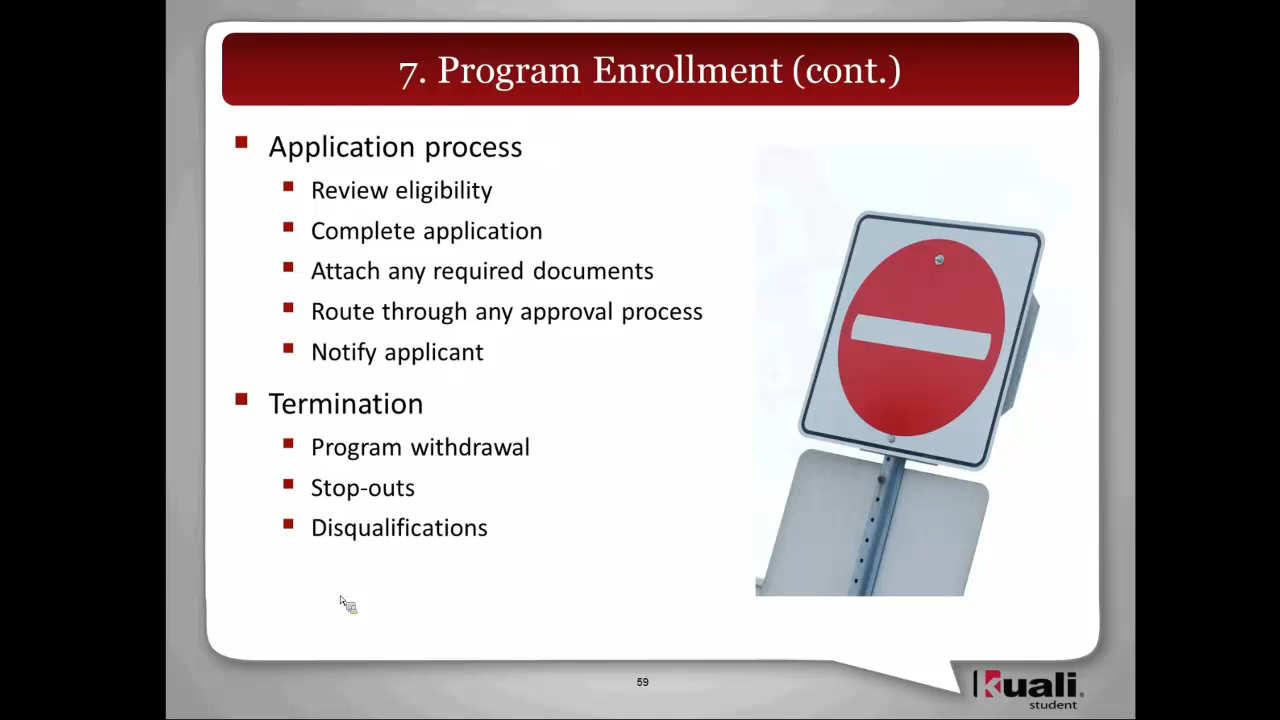 7. Program Enrollment (cont.)
Application process
Review eligibility
Complete application
Attach any required documents
Route through any approval process
Notify applicant
Termination
Program withdrawal
Stop-outs
Disqualifications
59
Kuali®
student